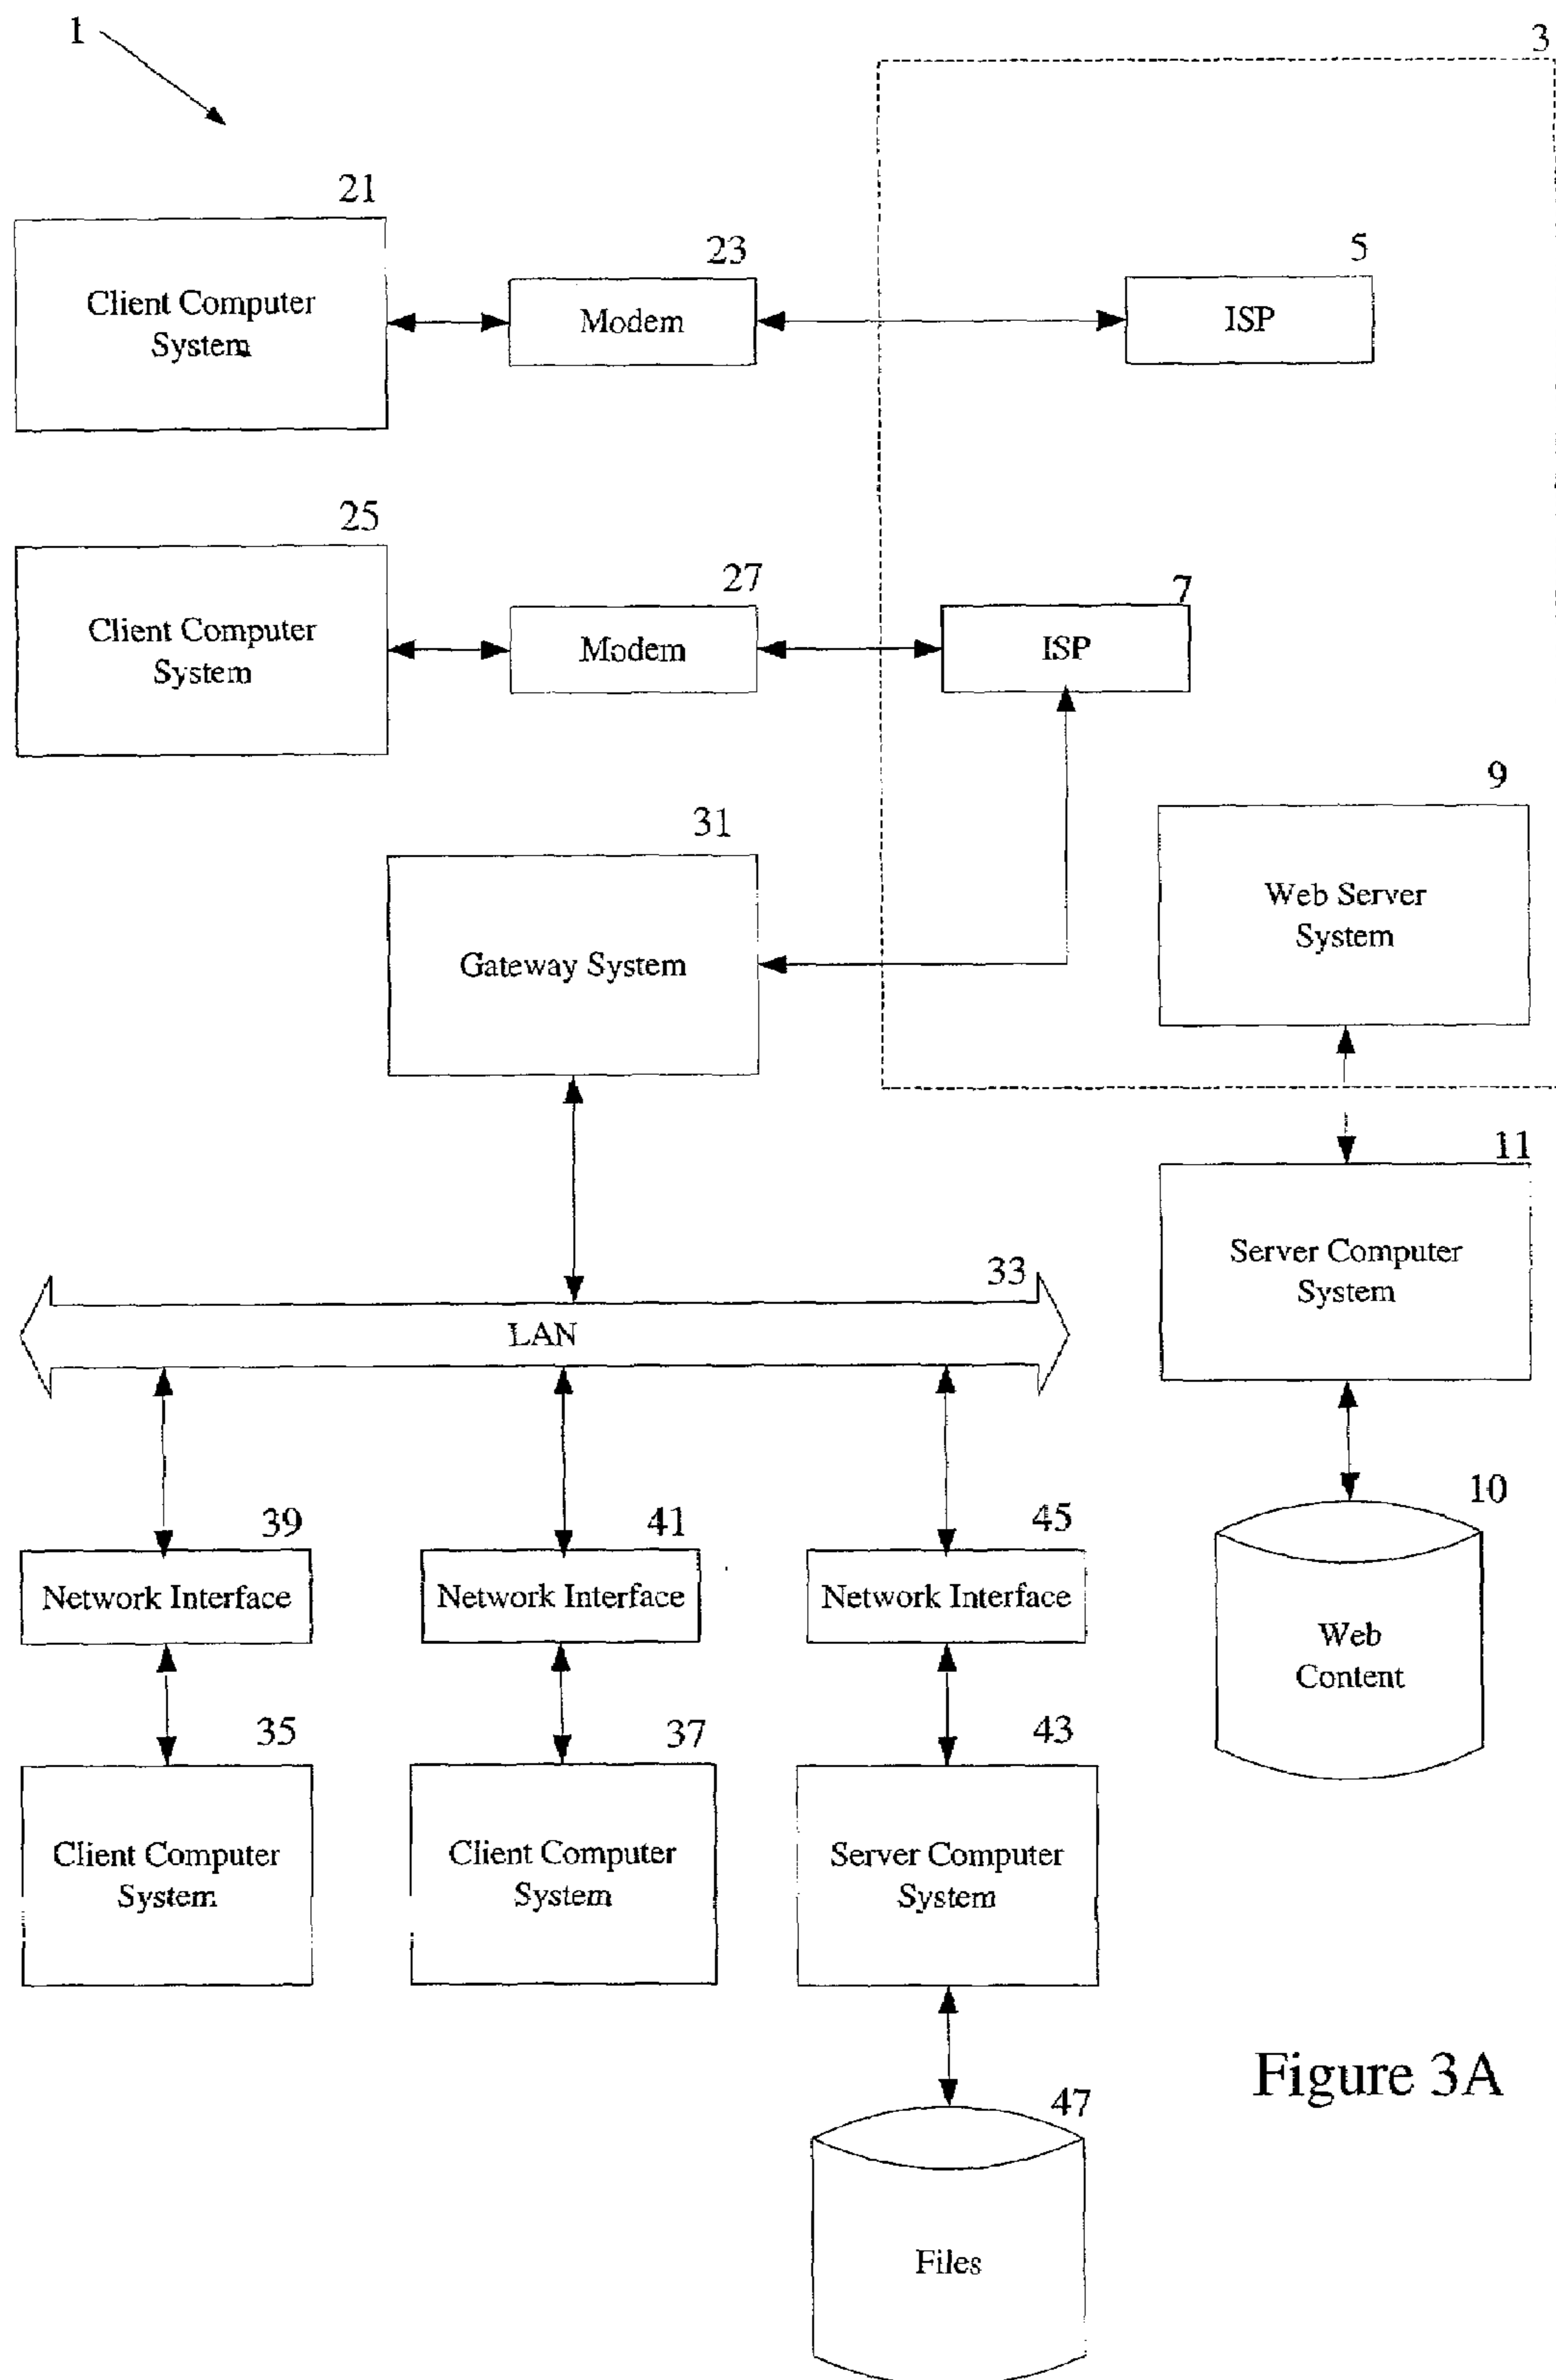 1
3
21
Client Computer
System
23
Modem
5
ISP
25
Client Computer
System
27
Modem
7
ISP
31
Gateway System
9
Web Server
System
11
Server Computer
System
33
LAN
10
Web
Content
39
Network Interface
41
Network Interface
45
Network Interface
35
Client Computer
System
37
Client Computer
System
43
Server Computer
System
47
Files
Figure 3A